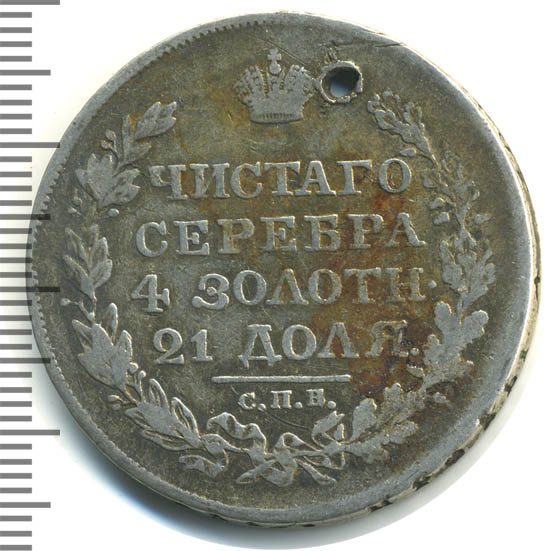 ЧИСТАГО
СЕРЕБРА
4 ЗОЛОТН.
21 ДОЛЯ.
С.П.Б.